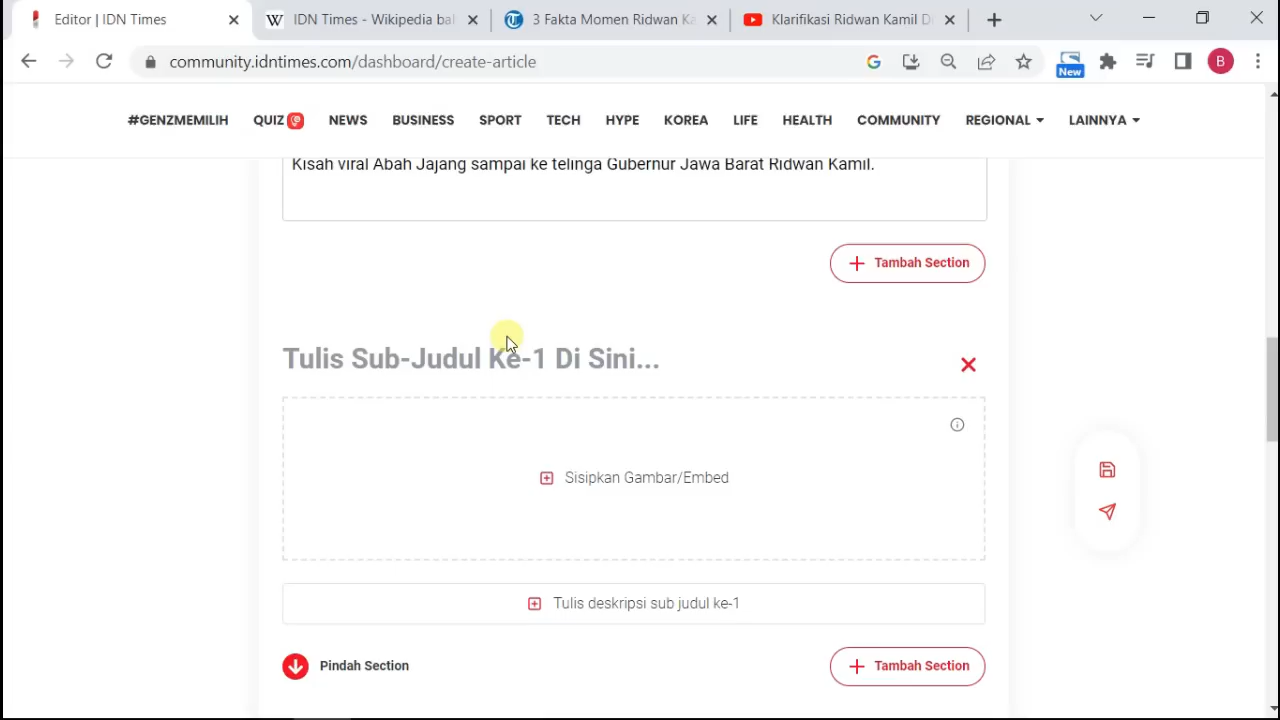 Editor | IDN Times
IDN Times - Wikipedia bal
3 Fakta Momen Ridwan Ka
Klarifikasi Ridwan Kamil Di
community.idntimes.com/dashboard/create-article
New
B
#GENZMEMILIH QUIZ NEWS BUSINESS SPORT TECH HYPE KOREA LIFE HEALTH COMMUNITY REGIONAL LAINNYA
Kisah viral Abah Jajang sampai ke telinga Gubernur Jawa Barat Ridwan Kamil.
Tambah Section
Tulis Sub-Judul Ke-1 Di Sini...
Sisipkan Gambar/Embed
Tulis deskripsi sub judul ke-1
Pindah Section
Tambah Section